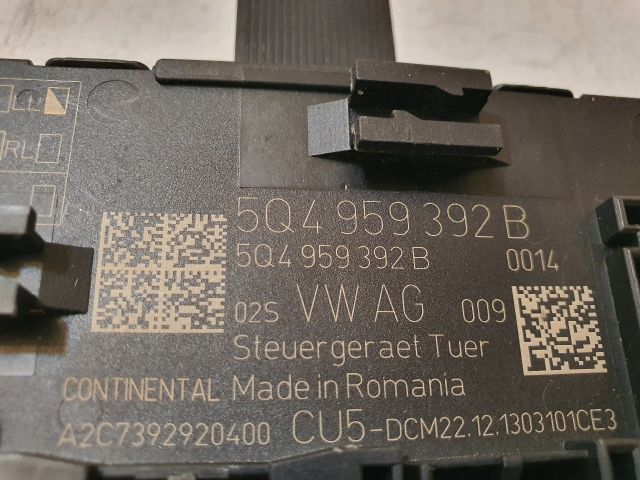 RL
5Q4 959 392 B
5Q4 959 392 B 0014
02S VW AG 009
Steuergeraet Tuer
CONTINENTAL Made in Romania
A2C7392920400 CU5-DCM22.12.1303101CE3